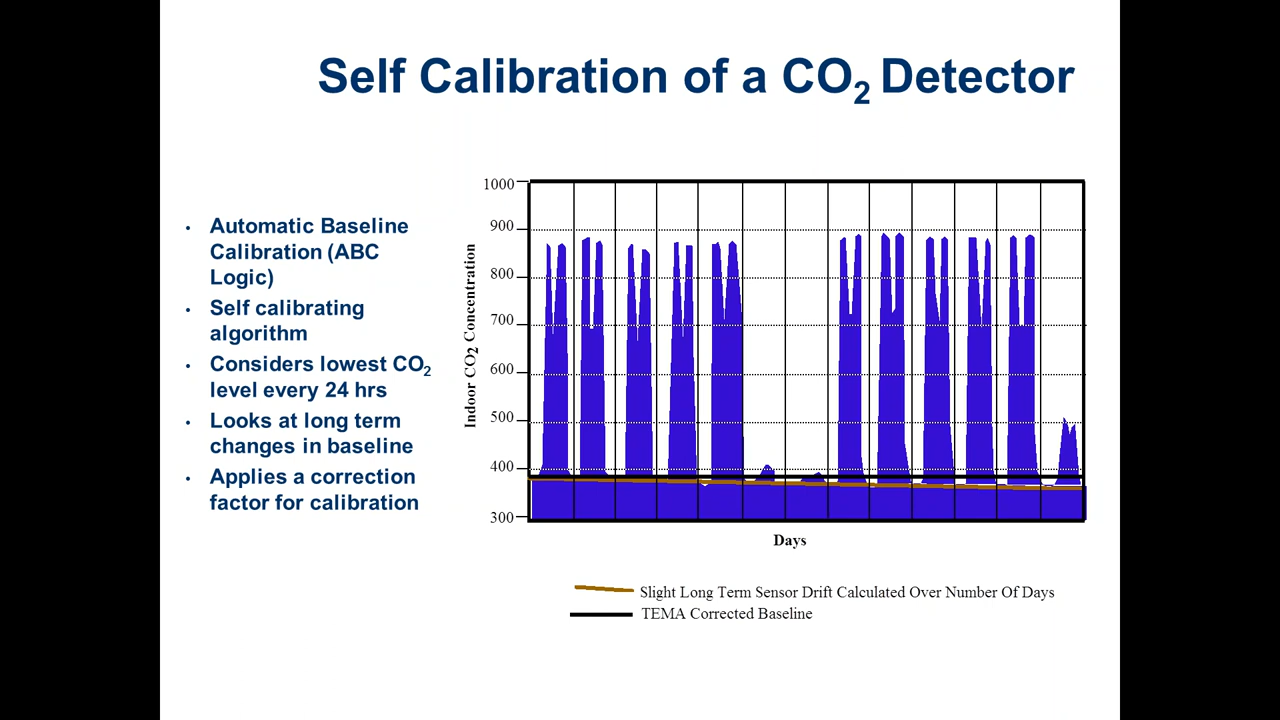 Self Calibration of a CO₂ Detector
• Automatic Baseline
Calibration (ABC
Logic)
• Self calibrating
algorithm
• Considers lowest CO₂
level every 24 hrs
• Looks at long term
changes in baseline
• Applies a correction
factor for calibration
Indoor CO₂ Concentration
1000
900
800
700
600
500
400
300
Days
Slight Long Term Sensor Drift Calculated Over Number Of Days
TEMA Corrected Baseline